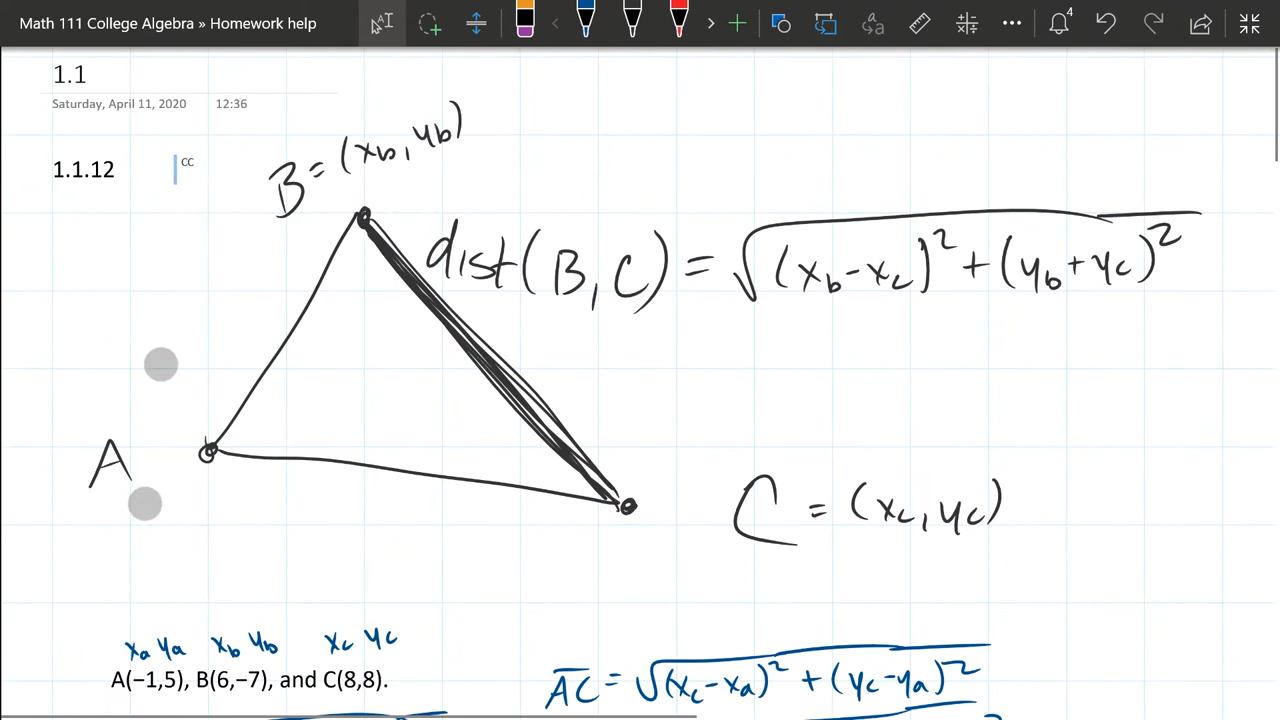 Math 111 College Algebra » Homework help
4
1.1
Saturday, April 11, 2020 12:36
1.1.12
CC
B = (xb, yb)
dist(B, C) = √(xb-xc)² + (yb+yc)²
A
C = (xc, yc)
xa ya xb yb xc yc
A(−1,5), B(6,−7), and C(8,8).
AC = √(xc-xa)² + (yc-ya)²